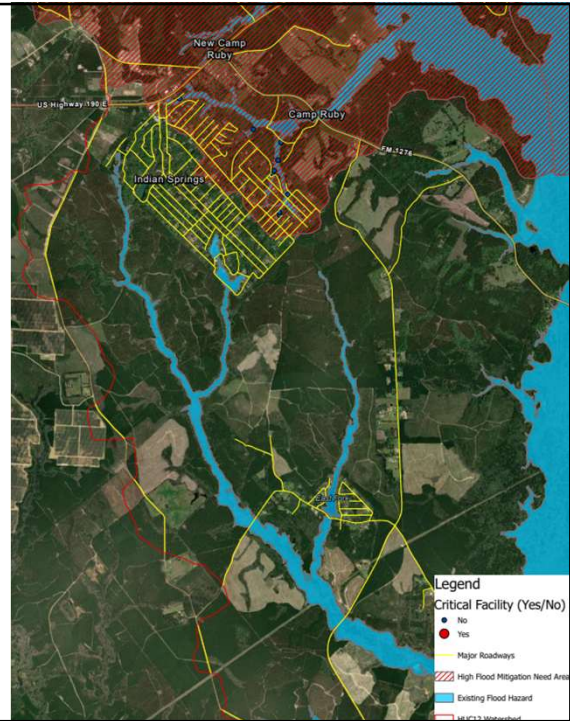 New Camp
Ruby
US Highway 190 E
Camp Ruby
FM 1276
Indian Springs
Legend
Critical Facility (Yes/No)
No
Yes
Major Roadways
High Flood Mitigation Need Area
Existing Flood Hazard
HUC12 Watershed